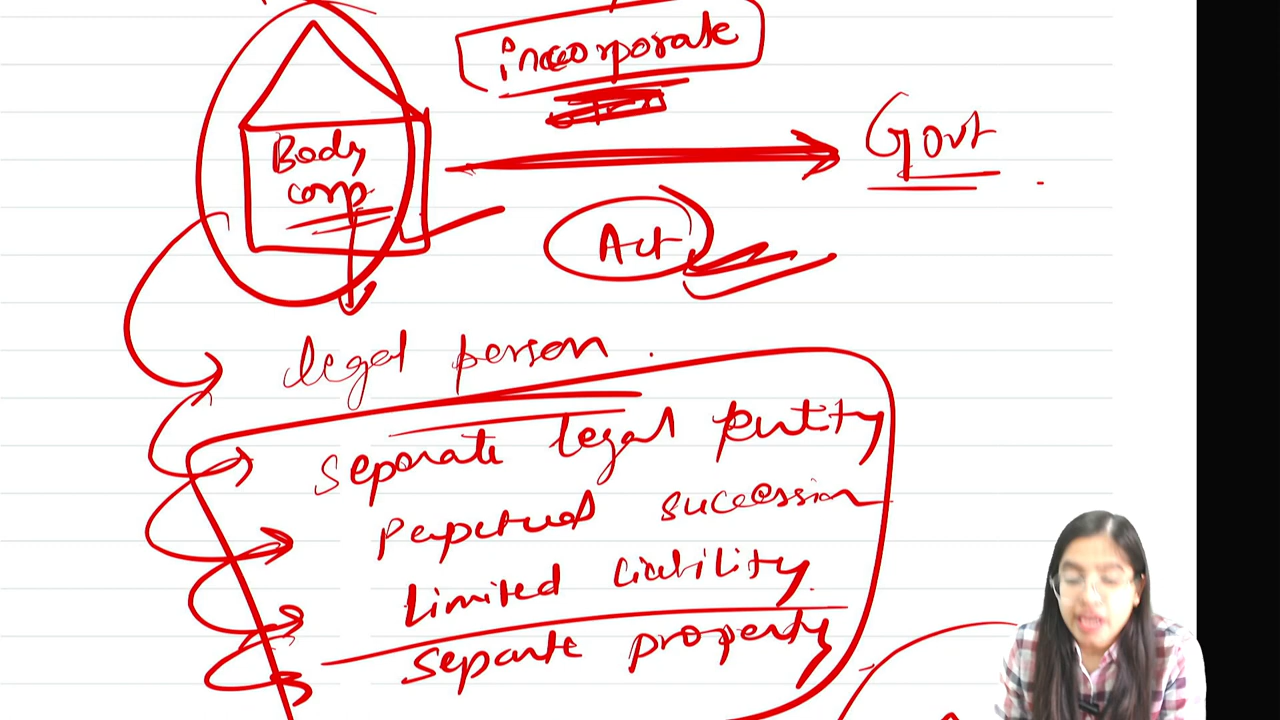 incorporate
Govt
Body
corp
Act
legal person.
separate legal entity
perpetual succession
limited liability
separate property